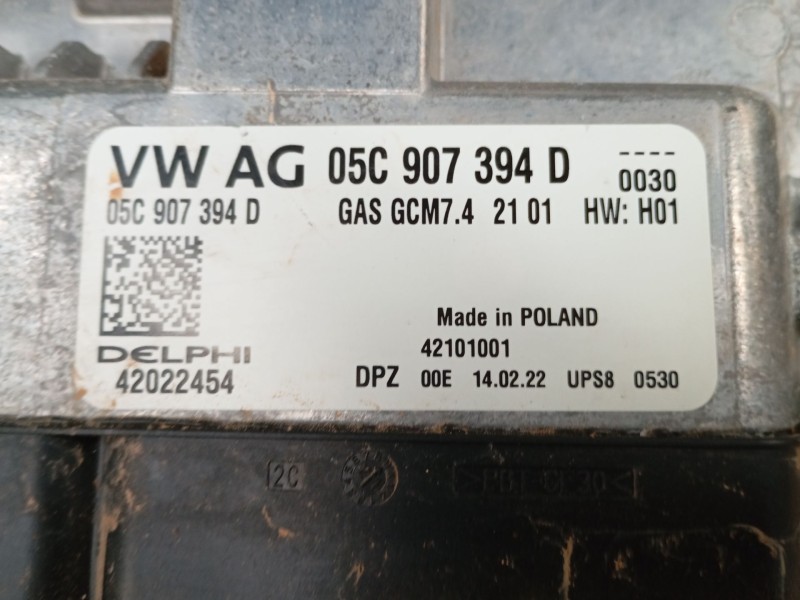 VW AG 05C 907 394 D ----
0030
05C 907 394 D GAS GCM7.4 21 01 HW: H01
Made in POLAND
DELPHI 42101001
42022454 DPZ 00E 14.02.22 UPS8 0530
2C